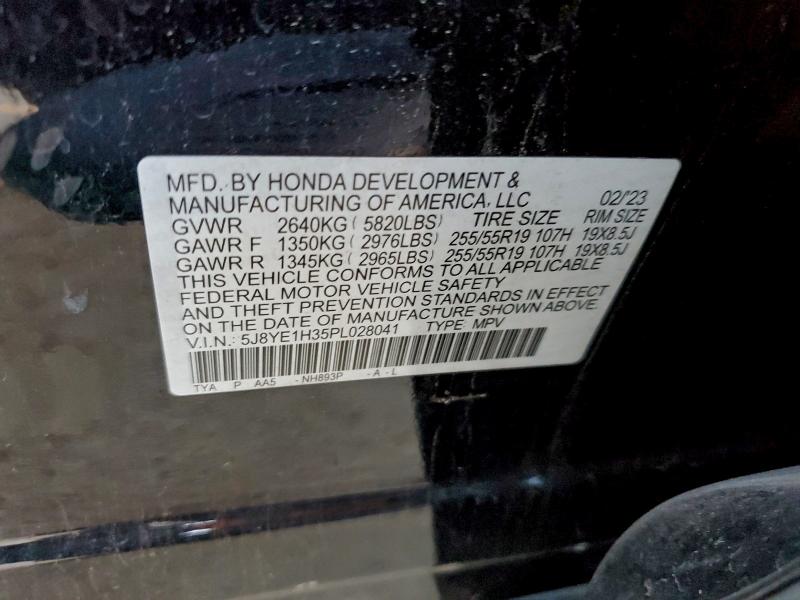 MFD. BY HONDA DEVELOPMENT &
MANUFACTURING OF AMERICA, LLC 02/'23
GVWR 2640KG ( 5820LBS) TIRE SIZE RIM SIZE
GAWR F 1350KG ( 2976LBS) 255/55R19 107H 19X8.5J
GAWR R 1345KG ( 2965LBS) 255/55R19 107H 19X8.5J
THIS VEHICLE CONFORMS TO ALL APPLICABLE
FEDERAL MOTOR VEHICLE SAFETY
AND THEFT PREVENTION STANDARDS IN EFFECT
ON THE DATE OF MANUFACTURE SHOWN ABOVE.
V.I.N.: 5J8YE1H35PL028041 TYPE: MPV
TYA P AA5 -NH893P -A-L